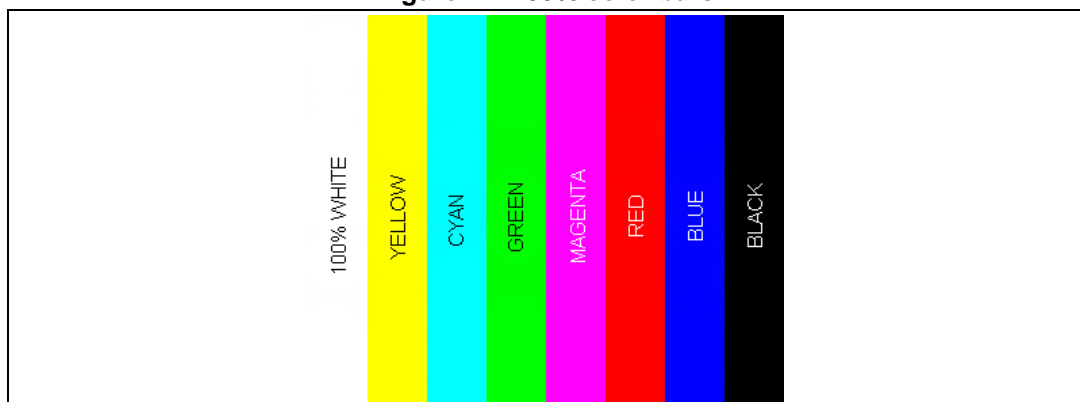 100% WHITE
YELLOW
CYAN
GREEN
MAGENTA
RED
BLUE
BLACK